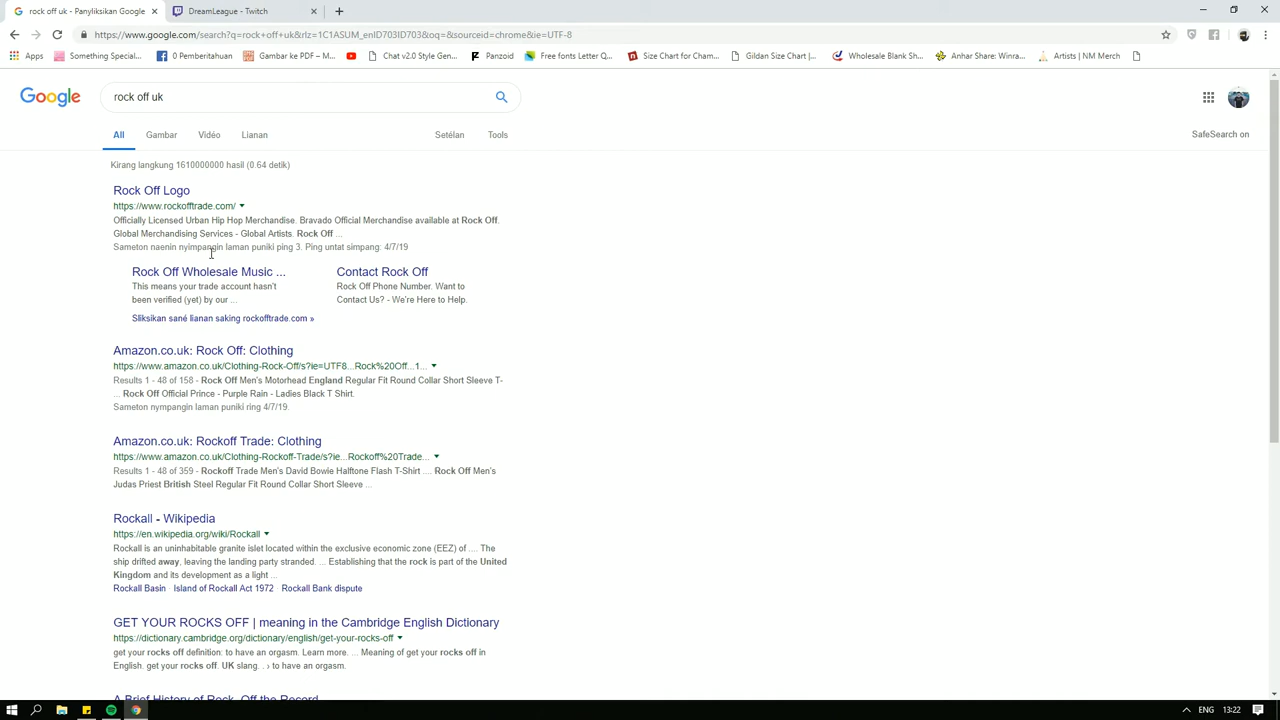 rock off uk - Panyliksikan Google
DreamLeague - Twitch
https://www.google.com/search?q=rock+off+uk&rlz=1C1ASUM_enID703ID703&oq=&sourceid=chrome&ie=UTF-8
Apps Something Special... 0 Pemberitahuan Gambar ke PDF – M... Chat v2.0 Style Gen... Panzoid Free fonts Letter Q... Size Chart for Cham... Gildan Sizing Chart |... Wholesale Blank Sh... Anhar Share: Winra... Artists | NM Merch
Google
rock off uk
All Gambar Vidéo Lianan Setélan Tools
SafeSearch on
Kirang langkung 1610000000 hasil (0.64 detik)
Rock Off Logo
https://www.rockofftrade.com/
Officially Licensed Urban Hip Hop Merchandise. Bravado Official Merchandise available at Rock Off.
Global Merchandising Services - Global Artists. Rock Off ...
Sameton naenin nyimpangin laman puniki ping 3. Ping untat simpang: 4/7/19
Rock Off Wholesale Music ...
This means your trade account hasn't
been verified (yet) by our ...
Contact Rock Off
Rock Off Phone Number. Want to
Contact Us? - We're Here to Help.
Sliksikan sané lianan saking rockofftrade.com »
Amazon.co.uk: Rock Off: Clothing
https://www.amazon.co.uk/Clothing-Rock-Off/s?ie=UTF8...Rock%20Off...1...
Results 1 - 48 of 158 - Rock Off Men's Motorhead England Regular Fit Round Collar Short Sleeve T-
... Rock Off Official Prince - Purple Rain - Ladies Black T Shirt.
Sameton nympangin laman puniki ring 4/7/19.
Amazon.co.uk: Rockoff Trade: Clothing
https://www.amazon.co.uk/Clothing-Rockoff-Trade/s?ie...Rockoff%20Trade...
Results 1 - 48 of 359 - Rockoff Trade Men's David Bowie Halftone Flash T-Shirt .... Rock Off Men's
Judas Priest British Steel Regular Fit Round Collar Short Sleeve ...
Rockall - Wikipedia
https://en.wikipedia.org/wiki/Rockall
Rockall is an uninhabitable granite islet located within the exclusive economic zone (EEZ) of .... The
ship drifted away, leaving the landing party stranded. ... Establishing that the rock is part of the United
Kingdom and its development as a light ...
Rockall Basin · Island of Rockall Act 1972 · Rockall Bank dispute
GET YOUR ROCKS OFF | meaning in the Cambridge English Dictionary
https://dictionary.cambridge.org/dictionary/english/get-your-rocks-off
get your rocks off definition: to have an orgasm. Learn more. ... Meaning of get your rocks off in
English. get your rocks off. UK slang. . › to have an orgasm.
A Brief History of Rock, Off the Record
ENG 13:22